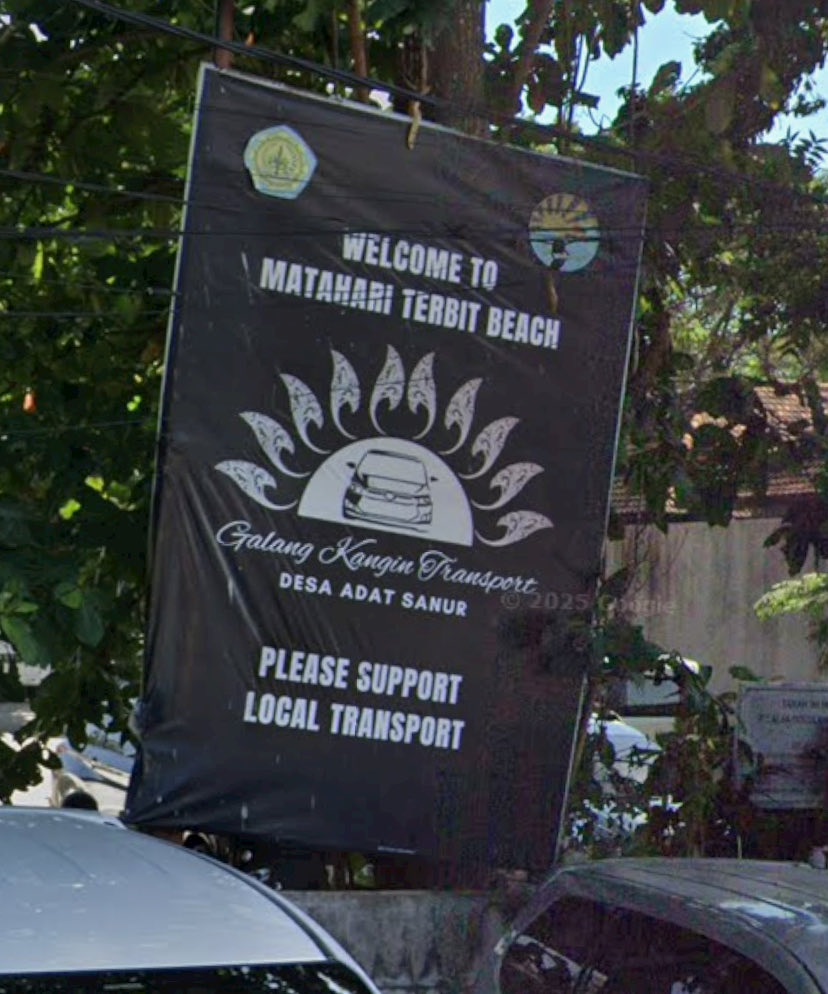 WELCOME TO
MATAHARI TERBIT BEACH
Galang Kangin Transport
DESA ADAT SANUR
© 2025 Google
PLEASE SUPPORT
LOCAL TRANSPORT